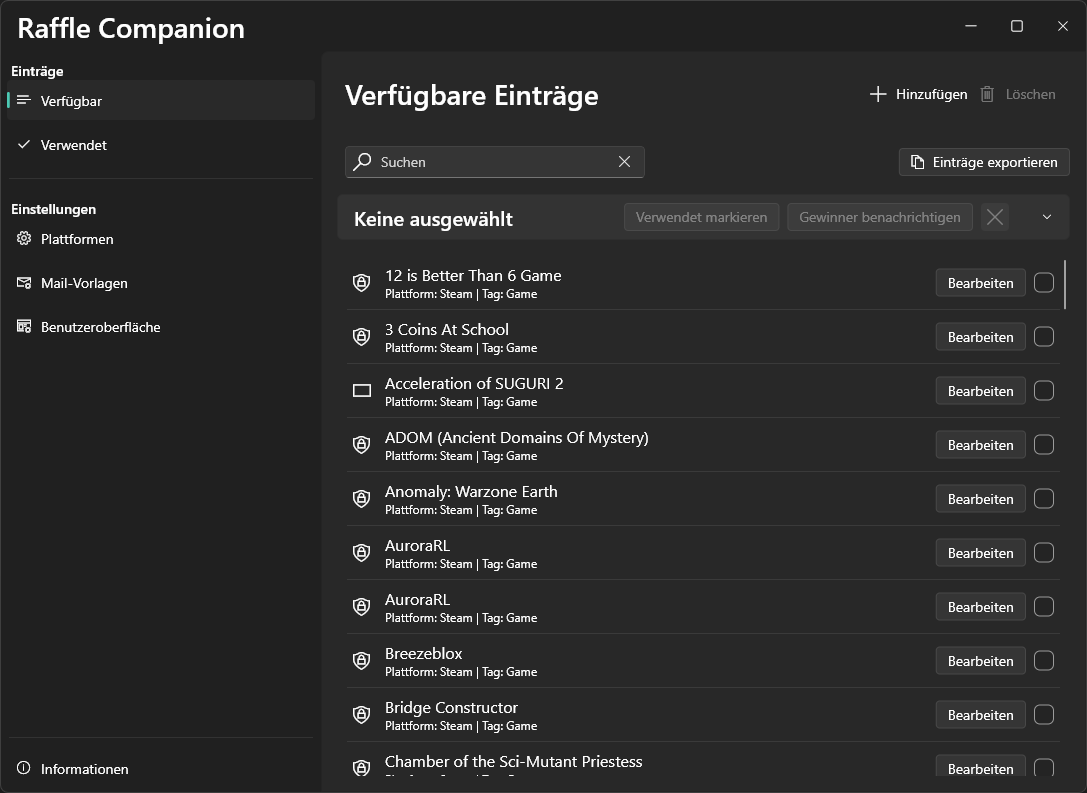 Raffle Companion
Einträge
Verfügbar
Verwendet
Einstellungen
Plattformen
Mail-Vorlagen
Benutzeroberfläche
Informationen
Verfügbare Einträge
Hinzufügen
Löschen
Suchen
Einträge exportieren
Keine ausgewählt
Verwendet markieren
Gewinner benachrichtigen
12 is Better Than 6 Game
Plattform: Steam | Tag: Game
Bearbeiten
3 Coins At School
Plattform: Steam | Tag: Game
Bearbeiten
Acceleration of SUGURI 2
Plattform: Steam | Tag: Game
Bearbeiten
ADOM (Ancient Domains Of Mystery)
Plattform: Steam | Tag: Game
Bearbeiten
Anomaly: Warzone Earth
Plattform: Steam | Tag: Game
Bearbeiten
AuroraRL
Plattform: Steam | Tag: Game
Bearbeiten
AuroraRL
Plattform: Steam | Tag: Game
Bearbeiten
Breezeblox
Plattform: Steam | Tag: Game
Bearbeiten
Bridge Constructor
Plattform: Steam | Tag: Game
Bearbeiten
Chamber of the Sci-Mutant Priestess
Bearbeiten